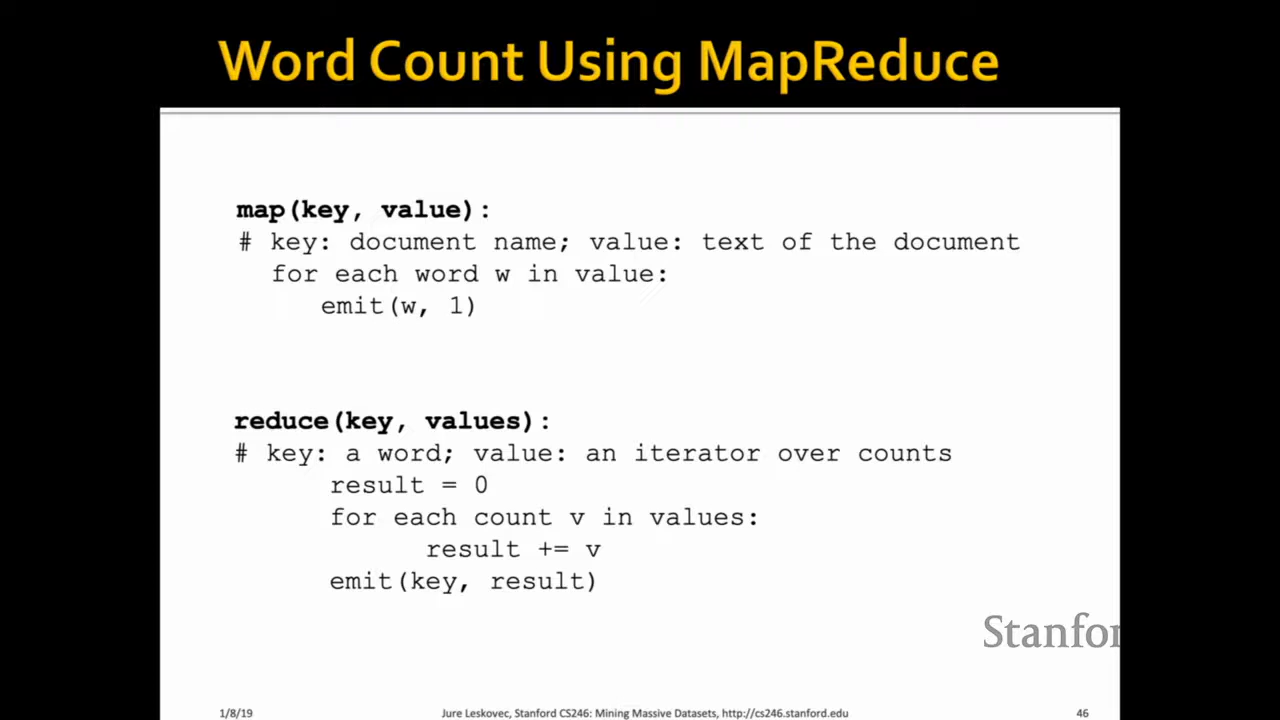 Word Count Using MapReduce
map(key, value):
# key: document name; value: text of the document
for each word w in value:
emit(w, 1)
reduce(key, values):
# key: a word; value: an iterator over counts
result = 0
for each count v in values:
result += v
emit(key, result)
Stanfor
1/8/19
Jure Leskovec, Stanford CS246: Mining Massive Datasets, http://cs246.stanford.edu
46